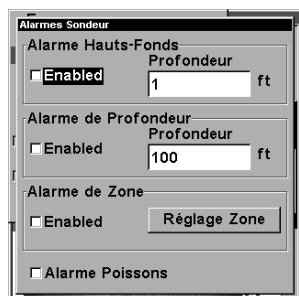 Alarmes Sondeur
Alarme Hauts-Fonds
Profondeur
Enabled
1 ft
Alarme de Profondeur
Profondeur
Enabled
100 ft
Alarme de Zone
Enabled Réglage Zone
Alarme Poissons